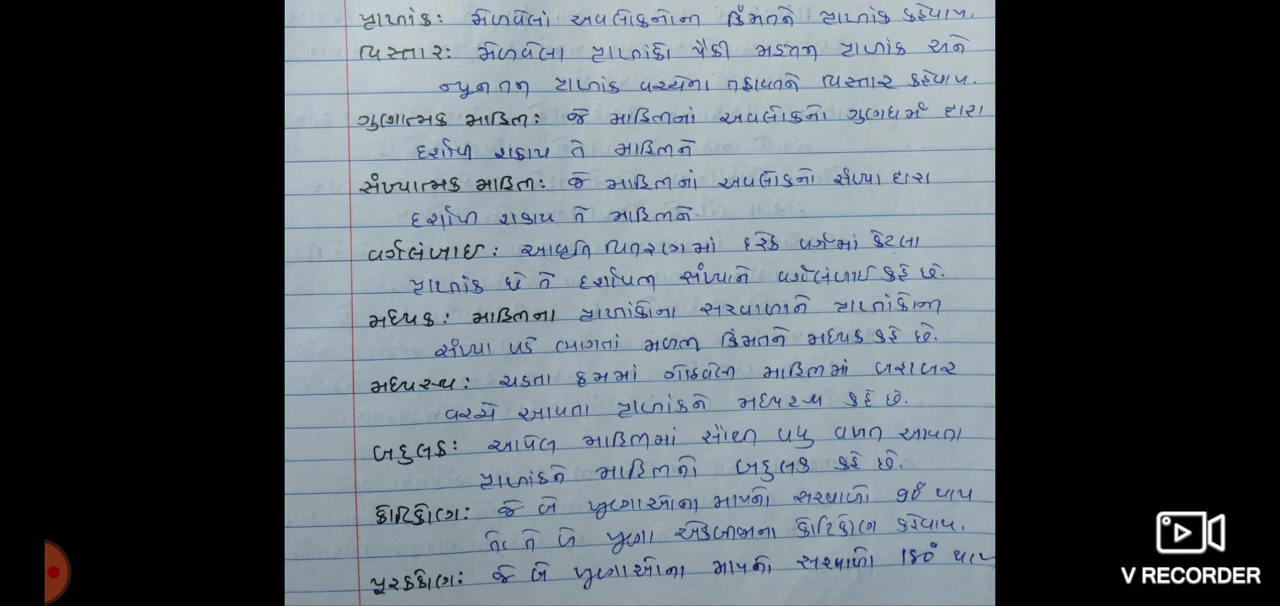 પ્રાપ્તાંક: મેળવેલાં અવલોકનોની કિંમતને પ્રાપ્તાંક કહેવાય.
વિસ્તાર: મેળવેલા પ્રાપ્તાંકો પૈકી મહત્તમ પ્રાપ્તાંક અને
ન્યૂનતમ પ્રાપ્તાંક વચ્ચેના તફાવતને વિસ્તાર કહેવાય.
ગુણાત્મક માહિતી: જે માહિતીનાં અવલોકનો ગુણધર્મ દ્વારા
દર્શાવી શકાય તે માહિતીને
સંખ્યાત્મક માહિતી: જે માહિતીનાં અવલોકનો સંખ્યા દ્વારા
દર્શાવી શકાય તે માહિતીને
વર્ગલંબાઈ: આવૃત્તિ વિતરણમાં દરેક વર્ગમાં કેટલા
પ્રાપ્તાંક છે તે દર્શાવતી સંખ્યાને વર્ગલંબાઈ કહે છે.
મધ્યક: માહિતીના પ્રાપ્તાંકોના સરવાળાને પ્રાપ્તાંકોની
સંખ્યા વડે ભાગતાં મળતી કિંમતને મધ્યક કહે છે.
મધ્યસ્થ: ચડતા ક્રમમાં ગોઠવેલી માહિતીમાં બરાબર
વચ્ચે આવતા પ્રાપ્તાંકને મધ્યસ્થ કહે છે.
બહુલક: આપેલ માહિતીમાં સૌથી વધુ વખત આવતા
પ્રાપ્તાંકને માહિતીનો બહુલક કહે છે.
કોટિકોણ: જે બે ખૂણાઓના માપનો સરવાળો 90° થાય
તો તે બે ખૂણા એકબીજાના કોટિકોણ કહેવાય.
પૂરકકોણ: જે બે ખૂણાઓના માપનો સરવાળો 180° થાય
V RECORDER